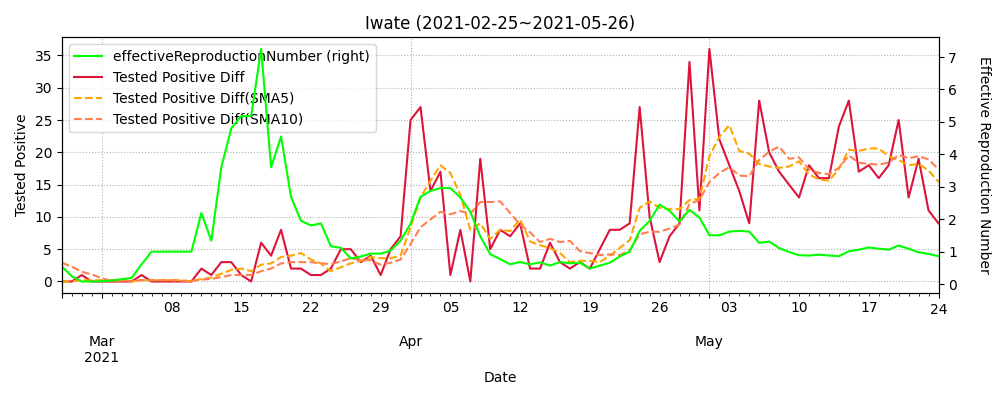 Iwate (2021-02-25~2021-05-26)
effectiveReproductionNumber (right)
Tested Positive Diff
Tested Positive Diff(SMA5)
Tested Positive Diff(SMA10)
Tested Positive
35
30
25
20
15
10
5
0
7
6
5
4
3
2
1
0
Effective Reproduction Number
08 15 22 29 05 12 19 26 03 10 17 24
Mar Apr May
2021
Date